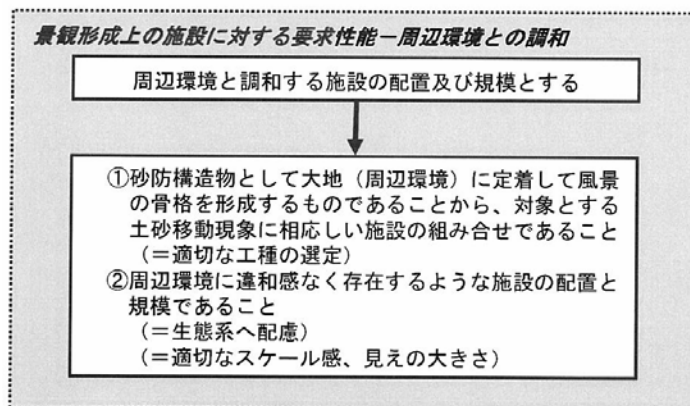 景観形成上の施設に対する要求性能－周辺環境との調和
周辺環境と調和する施設の配置及び規模とする
①砂防構造物として大地（周辺環境）に定着して風景
の骨格を形成するものであることから、対象とする
土砂移動現象に相応しい施設の組み合せであること
（＝適切な工種の選定）
②周辺環境に違和感なく存在するような施設の配置と
規模であること
（＝生態系へ配慮）
（＝適切なスケール感、見えの大きさ）